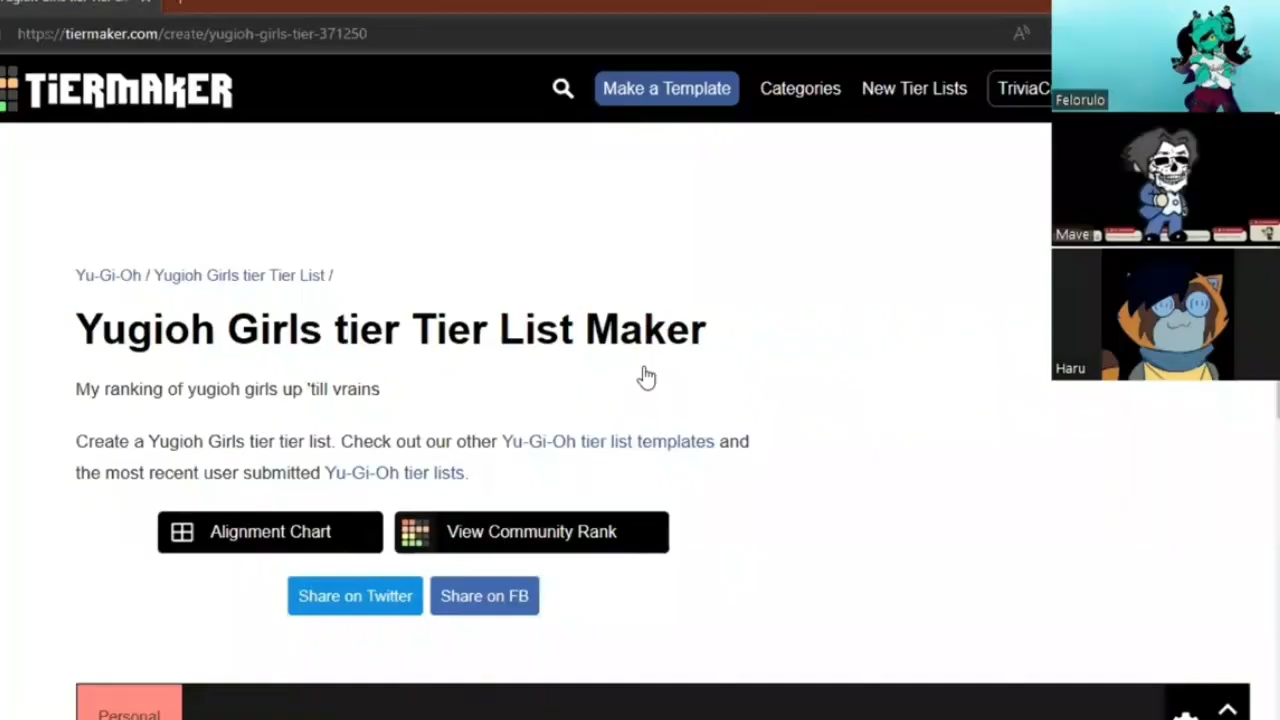 https://tiermaker.com/create/yugioh-girls-tier-371250
TiERMAKER
Make a Template
Categories
New Tier Lists
TriviaC
Felorulo
Mave
Haru
Yu-Gi-Oh / Yugioh Girls tier Tier List /
Yugioh Girls tier Tier List Maker
My ranking of yugioh girls up 'till vrains
Create a Yugioh Girls tier tier list. Check out our other Yu-Gi-Oh tier list templates and
the most recent user submitted Yu-Gi-Oh tier lists.
Alignment Chart
View Community Rank
Share on Twitter
Share on FB
Personal